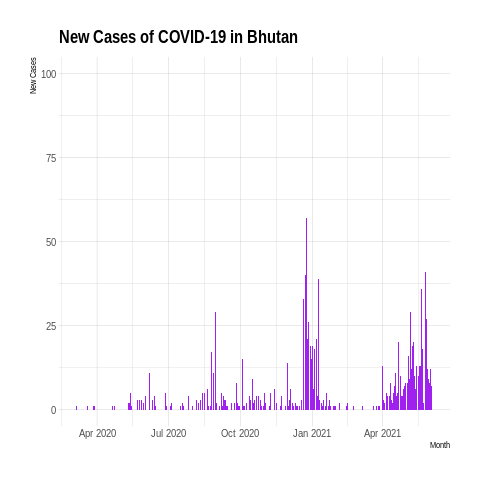 New Cases of COVID-19 in Bhutan
New Cases
100
75
50
25
0
Apr 2020 Jul 2020 Oct 2020 Jan 2021 Apr 2021
Month